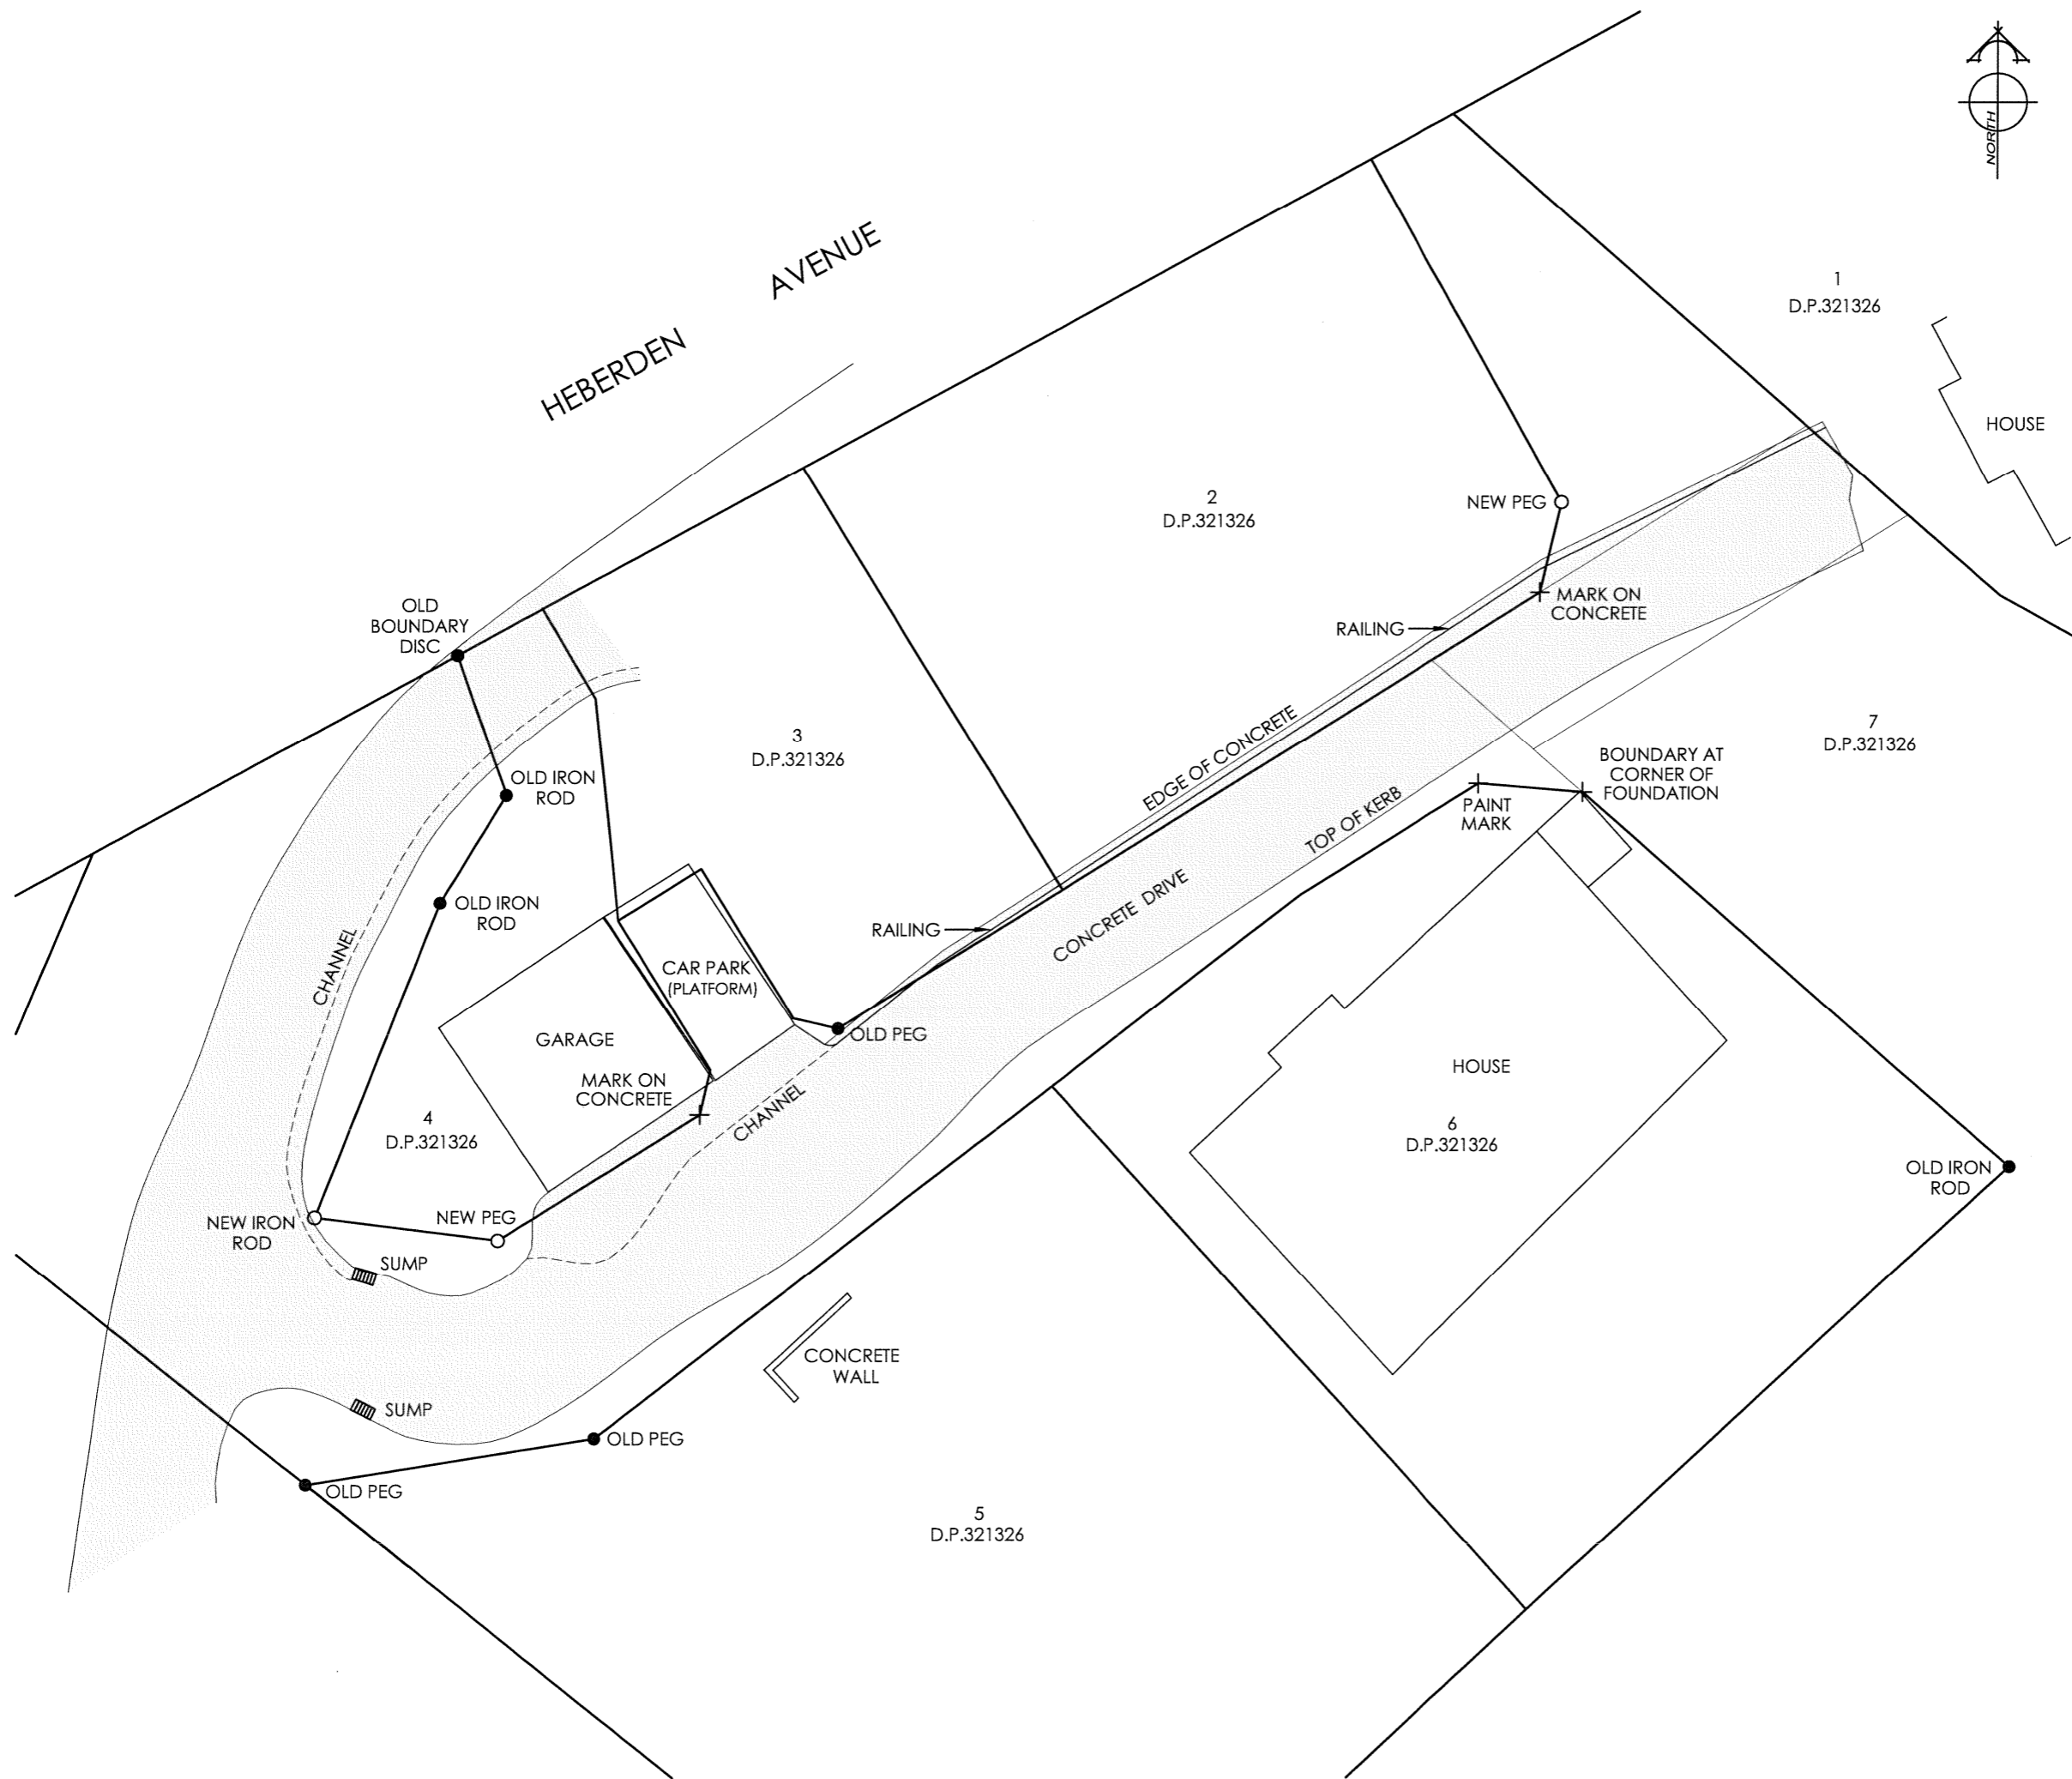 NORTH
AVENUE
HEBERDEN
1
D.P.321326
HOUSE
2
D.P.321326
NEW PEG
MARK ON
CONCRETE
RAILING
OLD
BOUNDARY
DISC
3
D.P.321326
7
D.P.321326
EDGE OF CONCRETE
BOUNDARY AT
CORNER OF
FOUNDATION
OLD IRON
ROD
PAINT
MARK
TOP OF KERB
OLD IRON
ROD
CONCRETE DRIVE
RAILING
CHANNEL
CAR PARK
(PLATFORM)
OLD PEG
GARAGE
HOUSE
MARK ON
CONCRETE
CHANNEL
4
D.P.321326
6
D.P.321326
OLD IRON
ROD
NEW IRON
ROD
NEW PEG
SUMP
CONCRETE
WALL
SUMP
OLD PEG
OLD PEG
5
D.P.321326